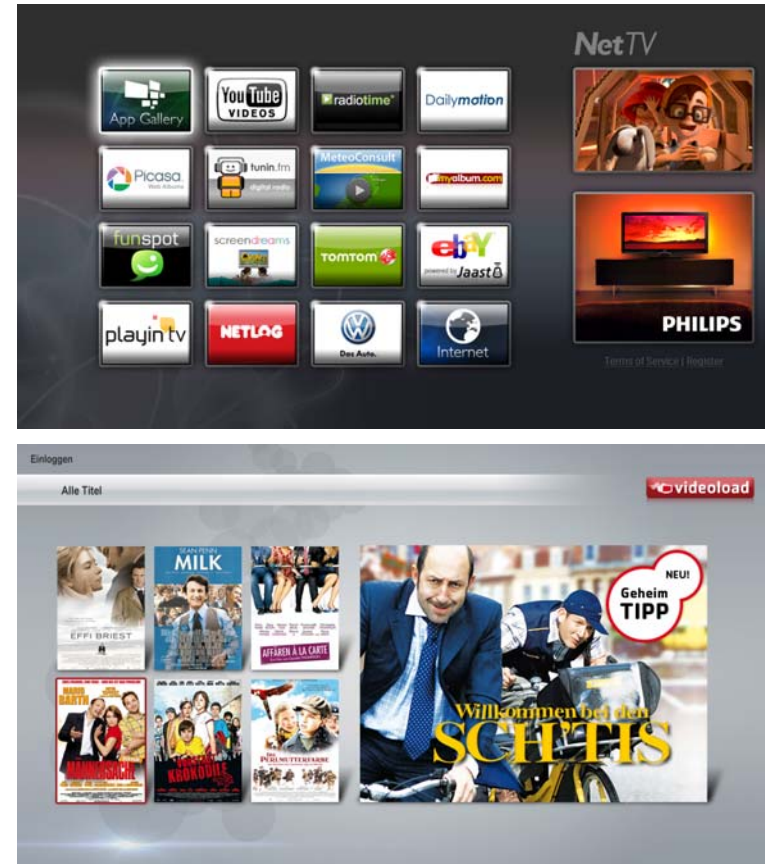 NetTV
App Gallery
You Tube
VIDEOS
radiotime
Dailymotion
Picasa
Web Albums
tunin.fm
digital radio
MeteoConsult
myalbum.com
funspot
screendreams
TOMTOM
ebaY
powered by Jaast
playin tv
NETLOG
Das Auto.
Internet
PHILIPS
Terms of Service | Register
Einloggen
Alle Titel
videoload
EFFI BRIEST
SEAN PENN
MILK
AFFÄREN À LA CARTE
NEU!
Geheim
TIPP
Willkommen bei den
SCH'TIS
MARIO
BARTH
MÄNNERSACHE
KROKODILE
PERLMUTTERFARBE